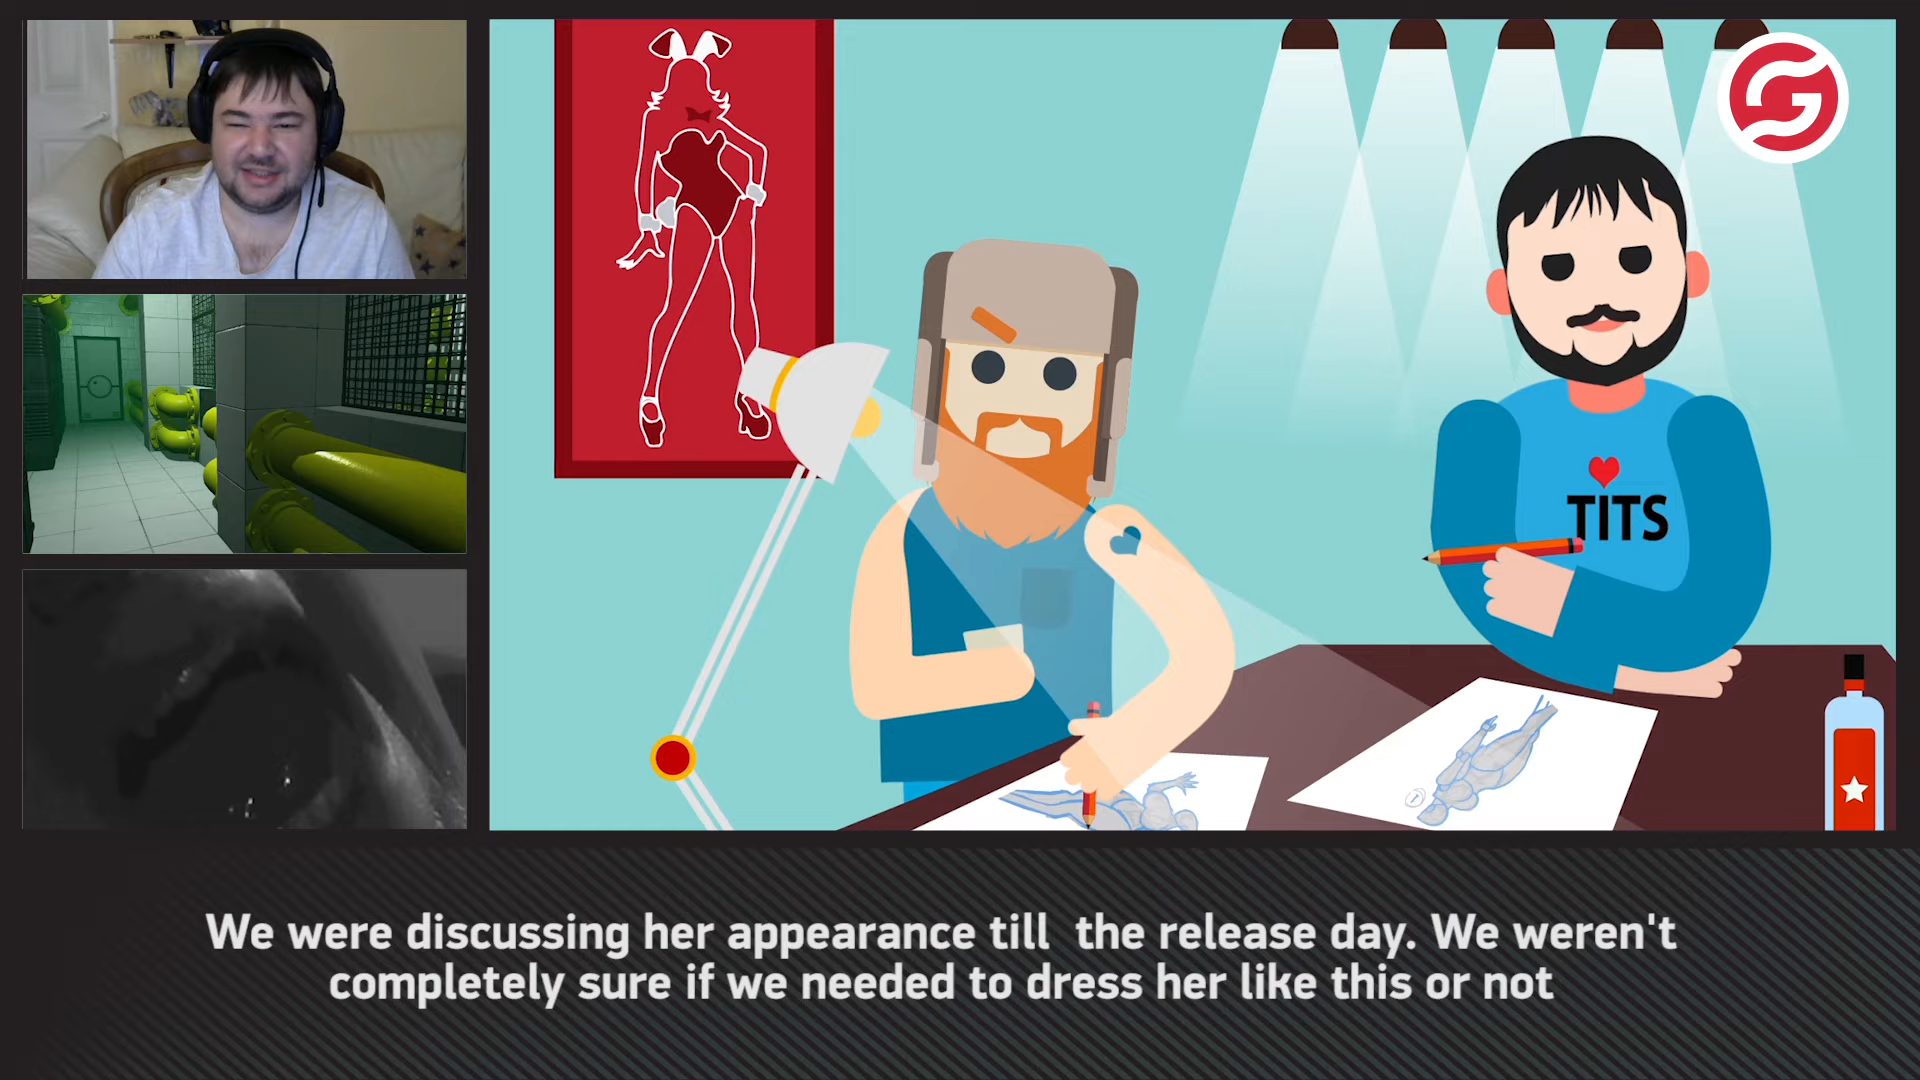 TITS
We were discussing her appearance till  the release day. We weren't
completely sure if we needed to dress her like this or not